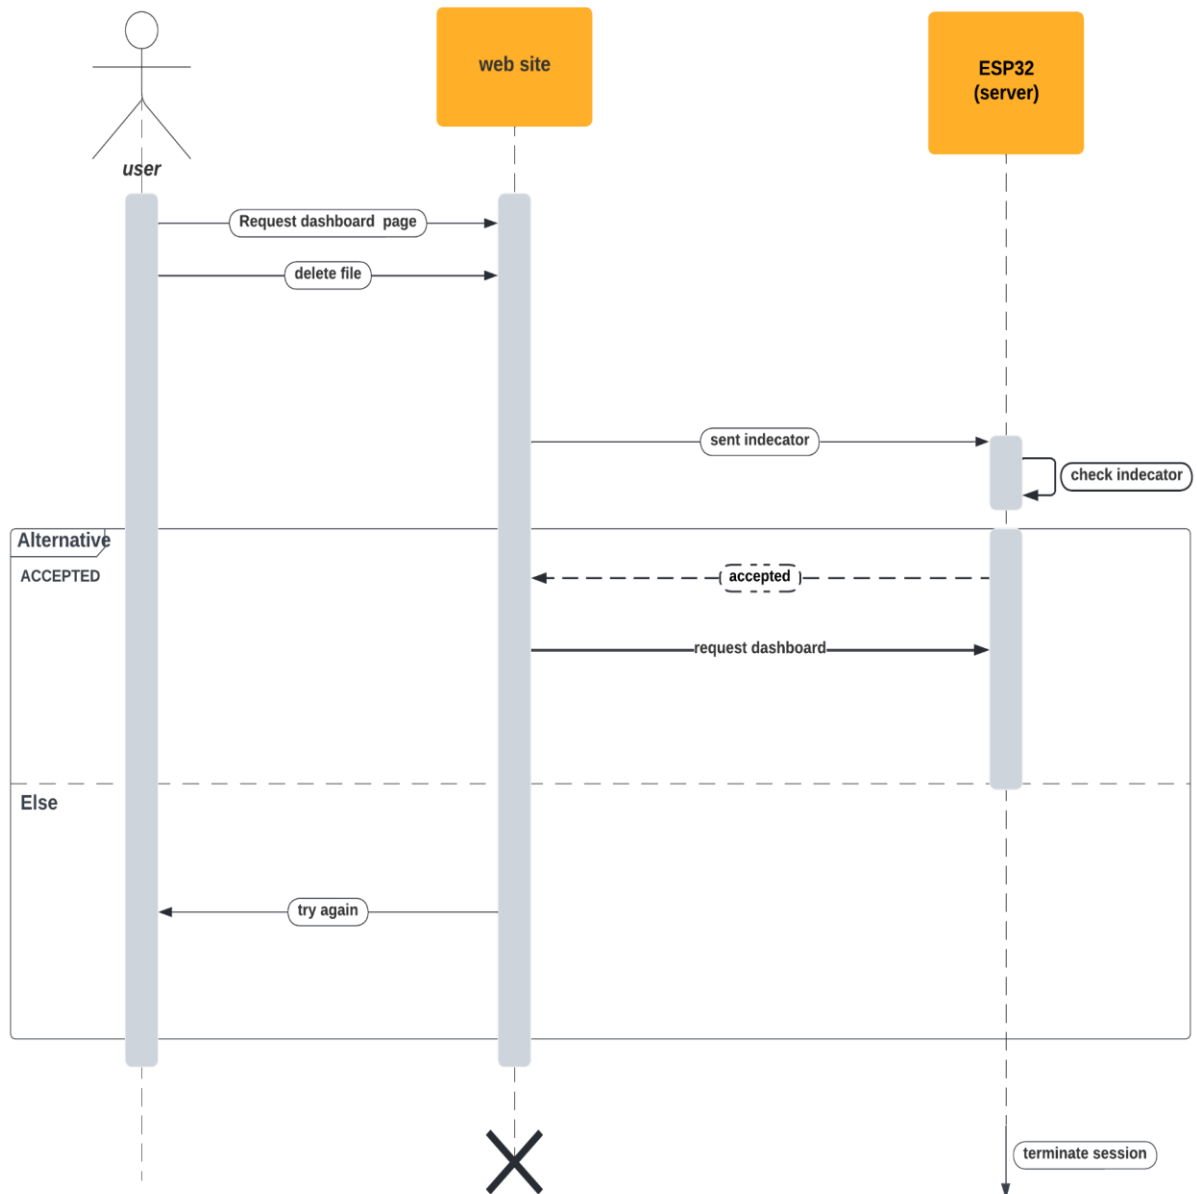 web site
ESP32
(server)
user
Request dashboard page
delete file
sent indecator
check indecator
Alternative
ACCEPTED
accepted
request dashboard
Else
try again
terminate session